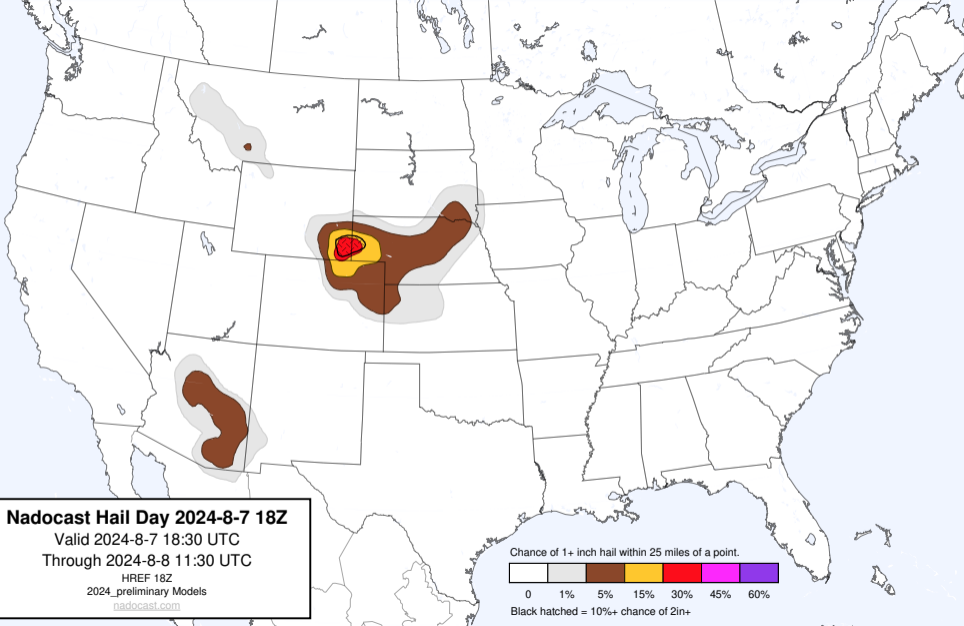 Nadocast Hail Day 2024-8-7 18Z
Valid 2024-8-7 18:30 UTC
Through 2024-8-8 11:30 UTC
HREF 18Z
2024_preliminary Models
nadocast.com
Chance of 1+ inch hail within 25 miles of a point.
0 1% 5% 15% 30% 45% 60%
Black hatched = 10%+ chance of 2in+